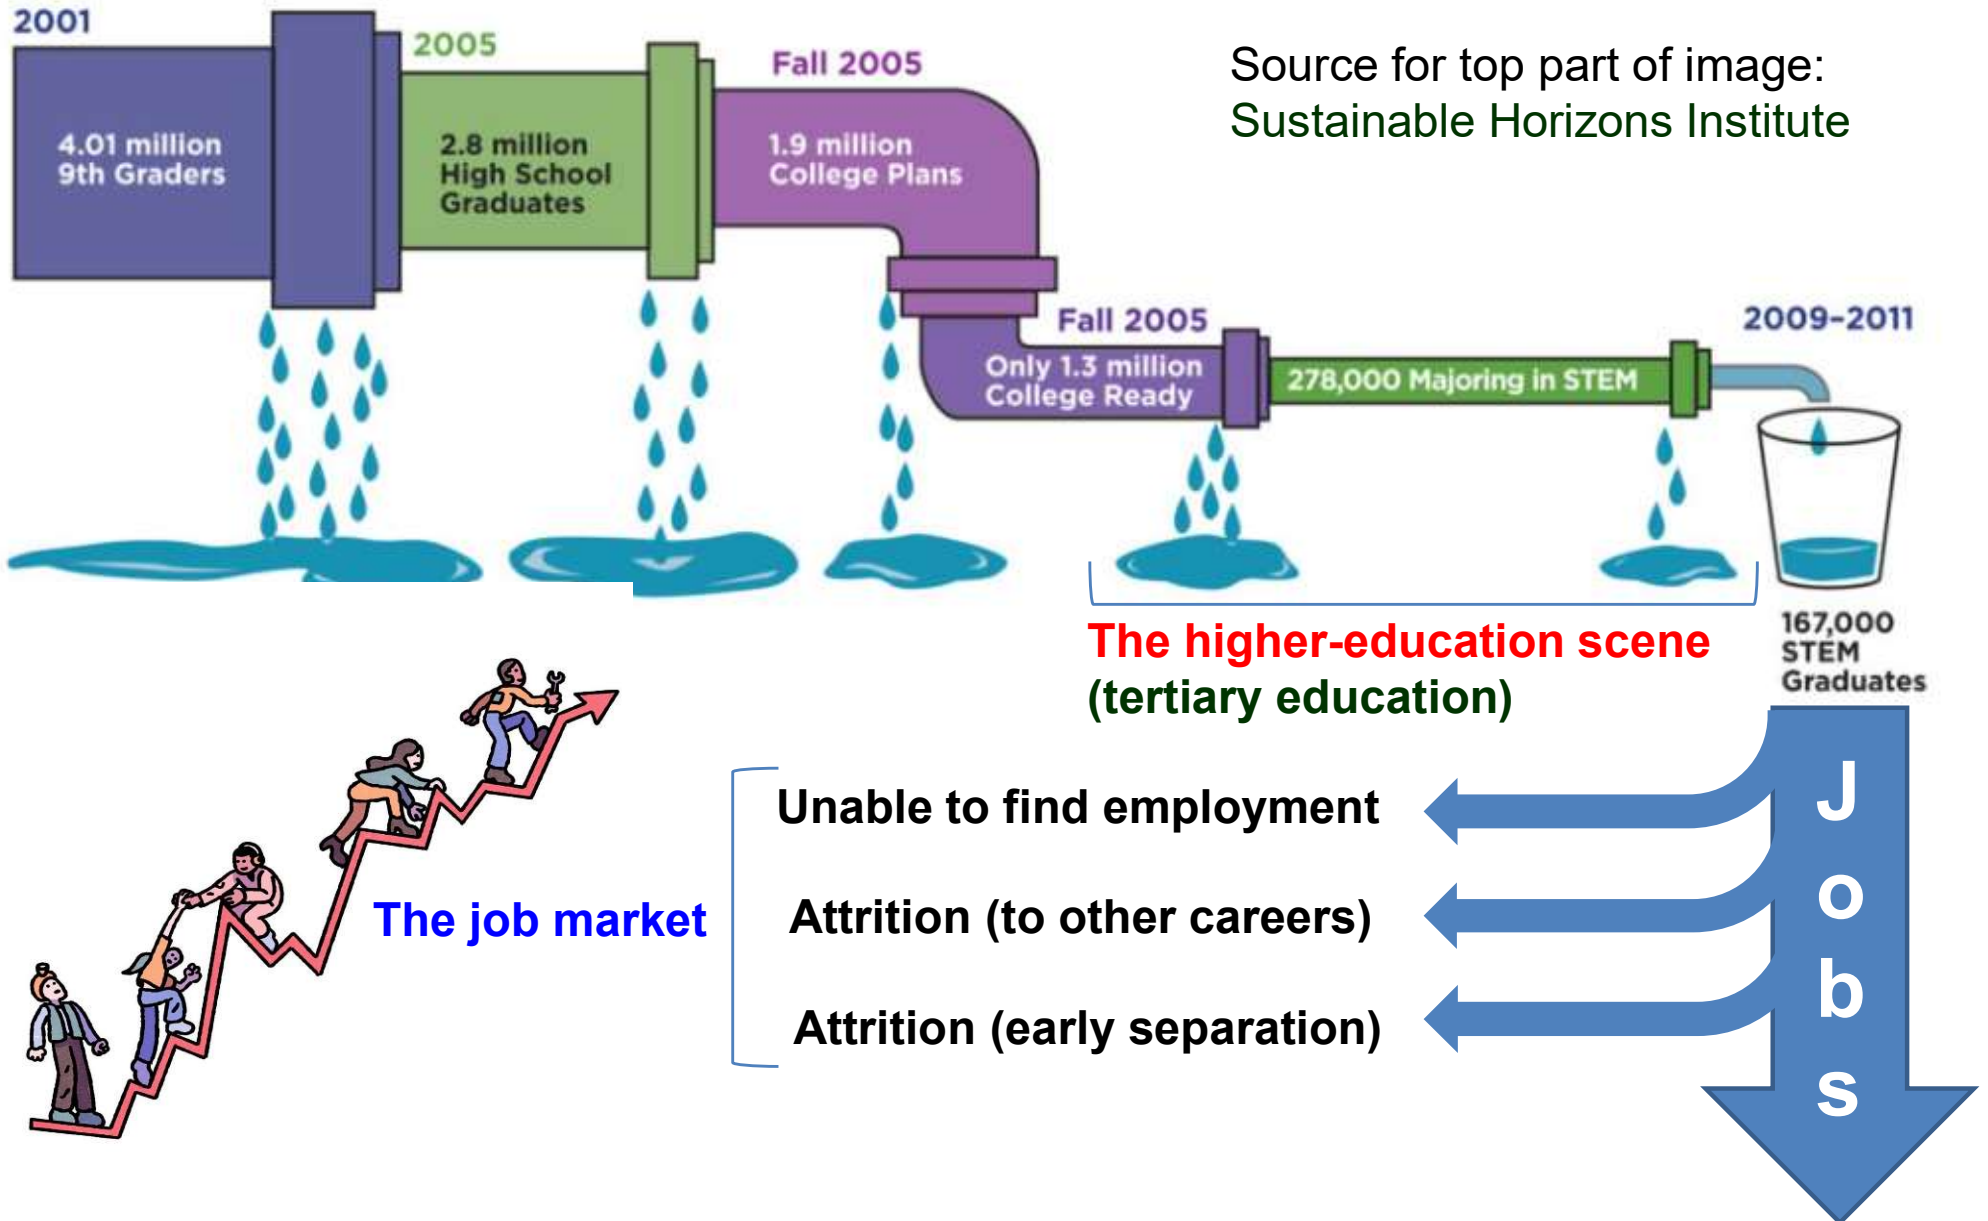 2001
2005
Fall 2005
Source for top part of image:
Sustainable Horizons Institute
4.01 million
9th Graders
2.8 million
High School
Graduates
1.9 million
College Plans
Fall 2005
Only 1.3 million
College Ready
278,000 Majoring in STEM
2009–2011
167,000
STEM
Graduates
The higher-education scene
(tertiary education)
The job market
Unable to find employment
Attrition (to other careers)
Attrition (early separation)
J
o
b
s